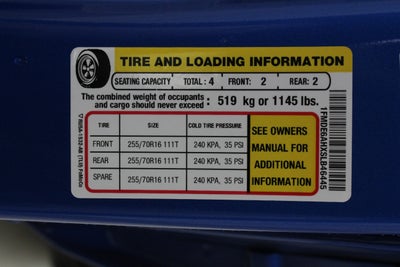 TIRE AND LOADING INFORMATION
SEATING CAPACITY TOTAL: 4 FRONT: 2 REAR: 2
The combined weight of occupants
and cargo should never exceed : 519 kg or 1145 lbs.
TIRE SIZE COLD TIRE PRESSURE
FRONT 255/70R16 111T 240 KPA, 35 PSI
REAR 255/70R16 111T 240 KPA, 35 PSI
SPARE 255/70R16 111T 240 KPA, 35 PSI
SEE OWNERS
MANUAL FOR
ADDITIONAL
INFORMATION